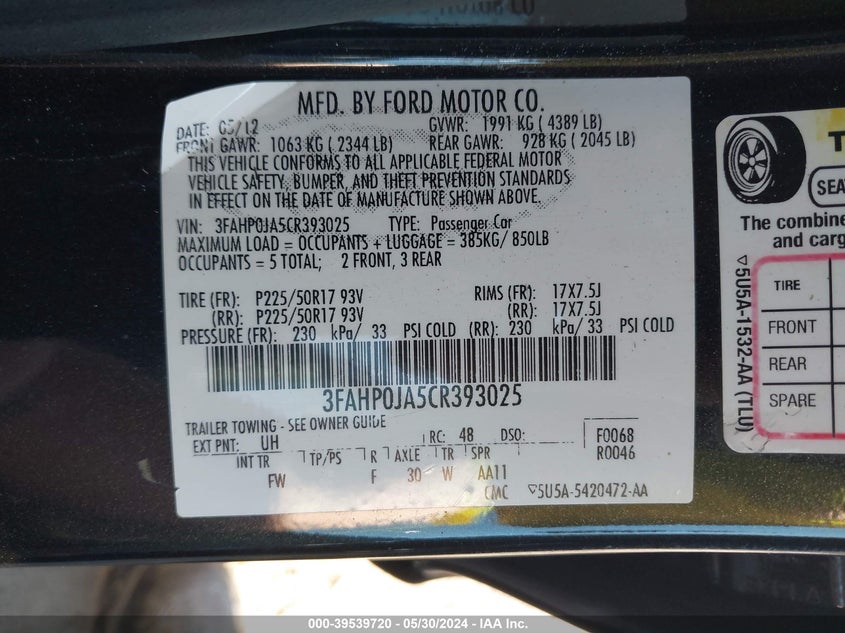 MFD. BY FORD MOTOR CO.
DATE: 05/12 GVWR: 1991 KG ( 4389 LB)
FRONT GAWR: 1063 KG ( 2344 LB) REAR GAWR: 928 KG ( 2045 LB)
THIS VEHICLE CONFORMS TO ALL APPLICABLE FEDERAL MOTOR
VEHICLE SAFETY, BUMPER, AND THEFT PREVENTION STANDARDS
IN EFFECT ON THE DATE OF MANUFACTURE SHOWN ABOVE.
VIN: 3FAHP0JA5CR393025 TYPE: Passenger Car
MAXIMUM LOAD = OCCUPANTS + LUGGAGE = 385KG/ 850LB
OCCUPANTS = 5 TOTAL; 2 FRONT, 3 REAR
TIRE (FR): P225/50R17 93V RIMS (FR): 17X7.5J
(RR): P225/50R17 93V (RR): 17X7.5J
PRESSURE (FR): 230 kPa/ 33 PSI COLD (RR): 230 kPa/ 33 PSI COLD
3FAHP0JA5CR393025
TRAILER TOWING - SEE OWNER GUIDE
EXT PNT: UH RC: 48 DSO: F0068
R0046
INT TR TP/PS R AXLE TR SPR
FW F 30 W AA11
CMC ▽5U5A-5420472-AA
SEA
The combine
and carg
▽5U5A-1532-AA (TLU)
TIRE
FRONT
REAR
SPARE
000-39539720 - 05/30/2024 - IAA Inc.